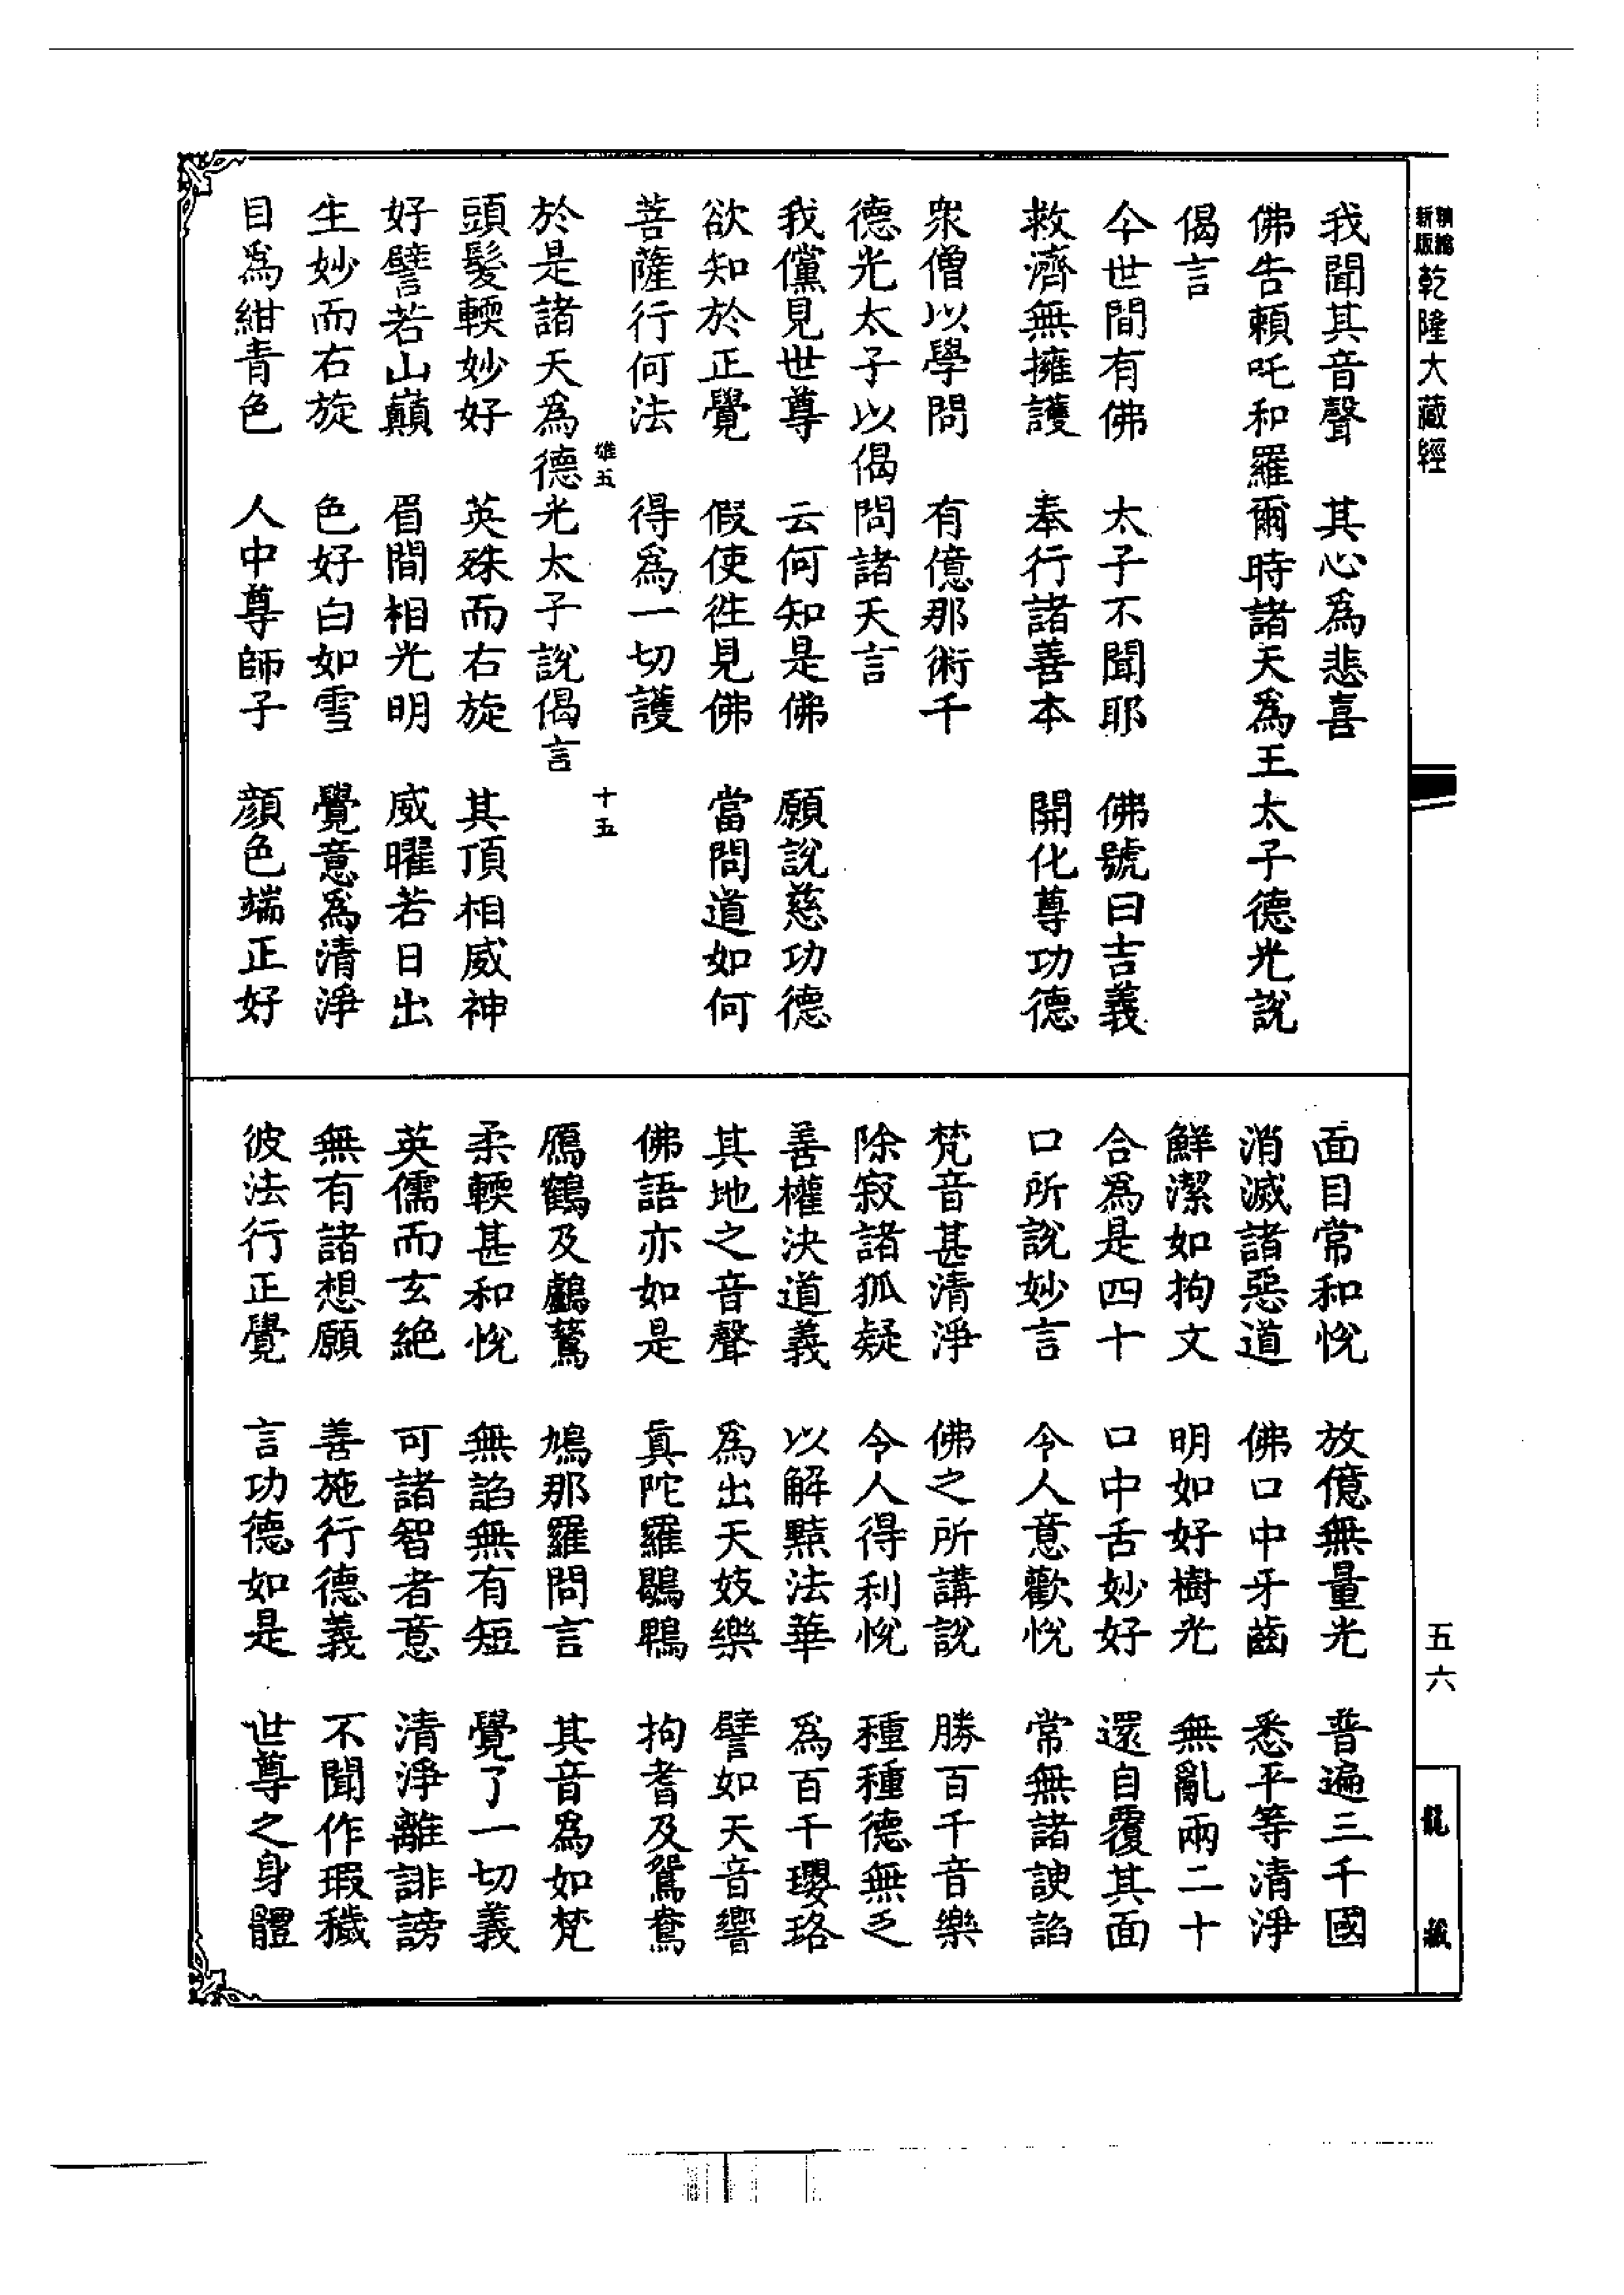 新編
新版
乾隆大藏經
我聞其音聲　其心為悲喜
佛告賴吒和羅爾時諸天為王太子德光說
偈言
今世間有佛　太子不聞耶　佛號曰吉義
救濟無擁護　奉行諸善本　開化尊功德
眾僧以學問　有億那術千
德光太子以偈問諸天言
我儻見世尊　云何知是佛　願說慈功德
欲知於正覺　假使徃見佛　當問道如何
菩薩行何法　得為一切護
雄五　十五
於是諸天為德光太子說偈言
頭髮輭妙好　英殊而右旋　其頂相威神
好譬若山巔　眉間相光明　威曜若日出
生妙而右旋　色好白如雪　覺意為清淨
目為紺青色　人中尊師子　顏色端正好
面目常和悅　放億無量光　普遍三千國
消滅諸惡道　佛口中牙齒　悉平等清淨
鮮潔如拘文　明如好樹光　無亂兩二十
合為是四十　口中舌妙好　還自覆其面
口所說妙言　令人意歡悅　常無諸諛諂
梵音甚清淨　佛之所講說　勝百千音樂
除寂諸狐疑　令人得利悅　種種德無乏
善權決道義　以解黠法華　為百千瓔珞
其地之音聲　為出天妓樂　譬如天音響
佛語亦如是　真陀羅鵾鴨　拘耆及鴛鴦
鴈鶴及鸕鶿　鳩那羅問言　其音為如梵
柔輭甚和悅　無諂無有短　覺了一切義
英儒而玄絕　可諸智者意　清淨離誹謗
無有諸想願　善施行德義　不聞作瑕穢
彼法行正覺　言功德如是　世尊之身體
五六
龍藏